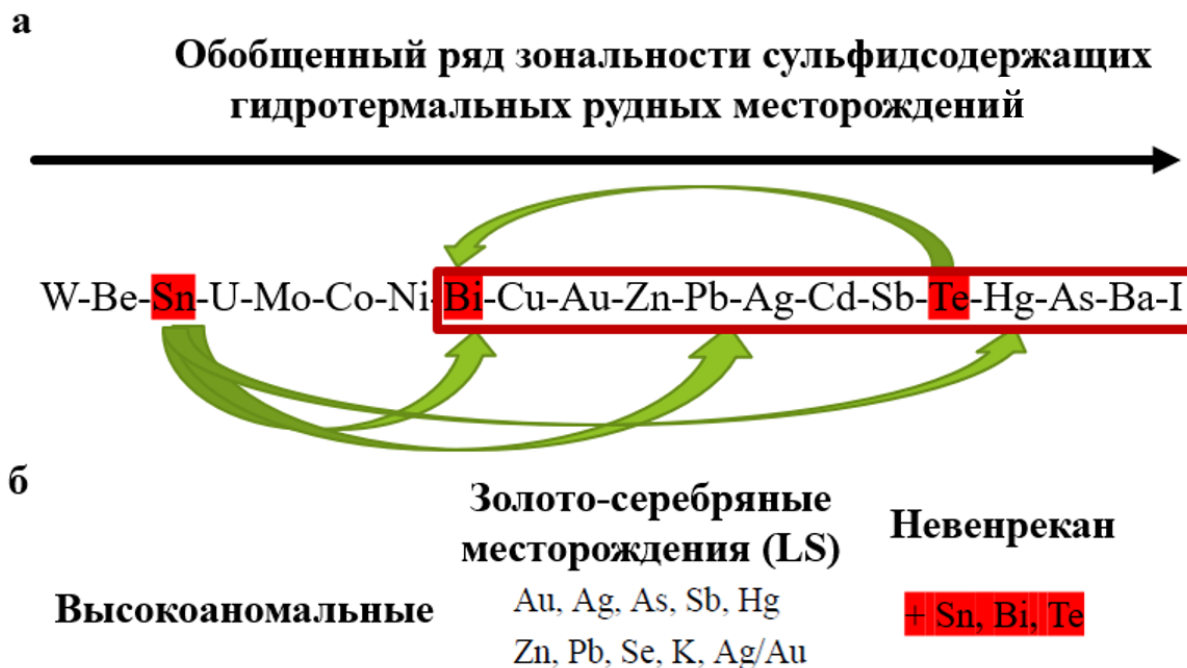 а
Обобщенный ряд зональности сульфидсодержащих
гидротермальных рудных месторождений
W-Be-Sn-U-Mo-Co-Ni-Bi-Cu-Au-Zn-Pb-Ag-Cd-Sb-Te-Hg-As-Ba-I
б
Золото-серебряные
месторождения (LS)
Невенрекан
Высокоаномальные
Au, Ag, As, Sb, Hg
Zn, Pb, Se, K, Ag/Au
+ Sn, Bi, Te